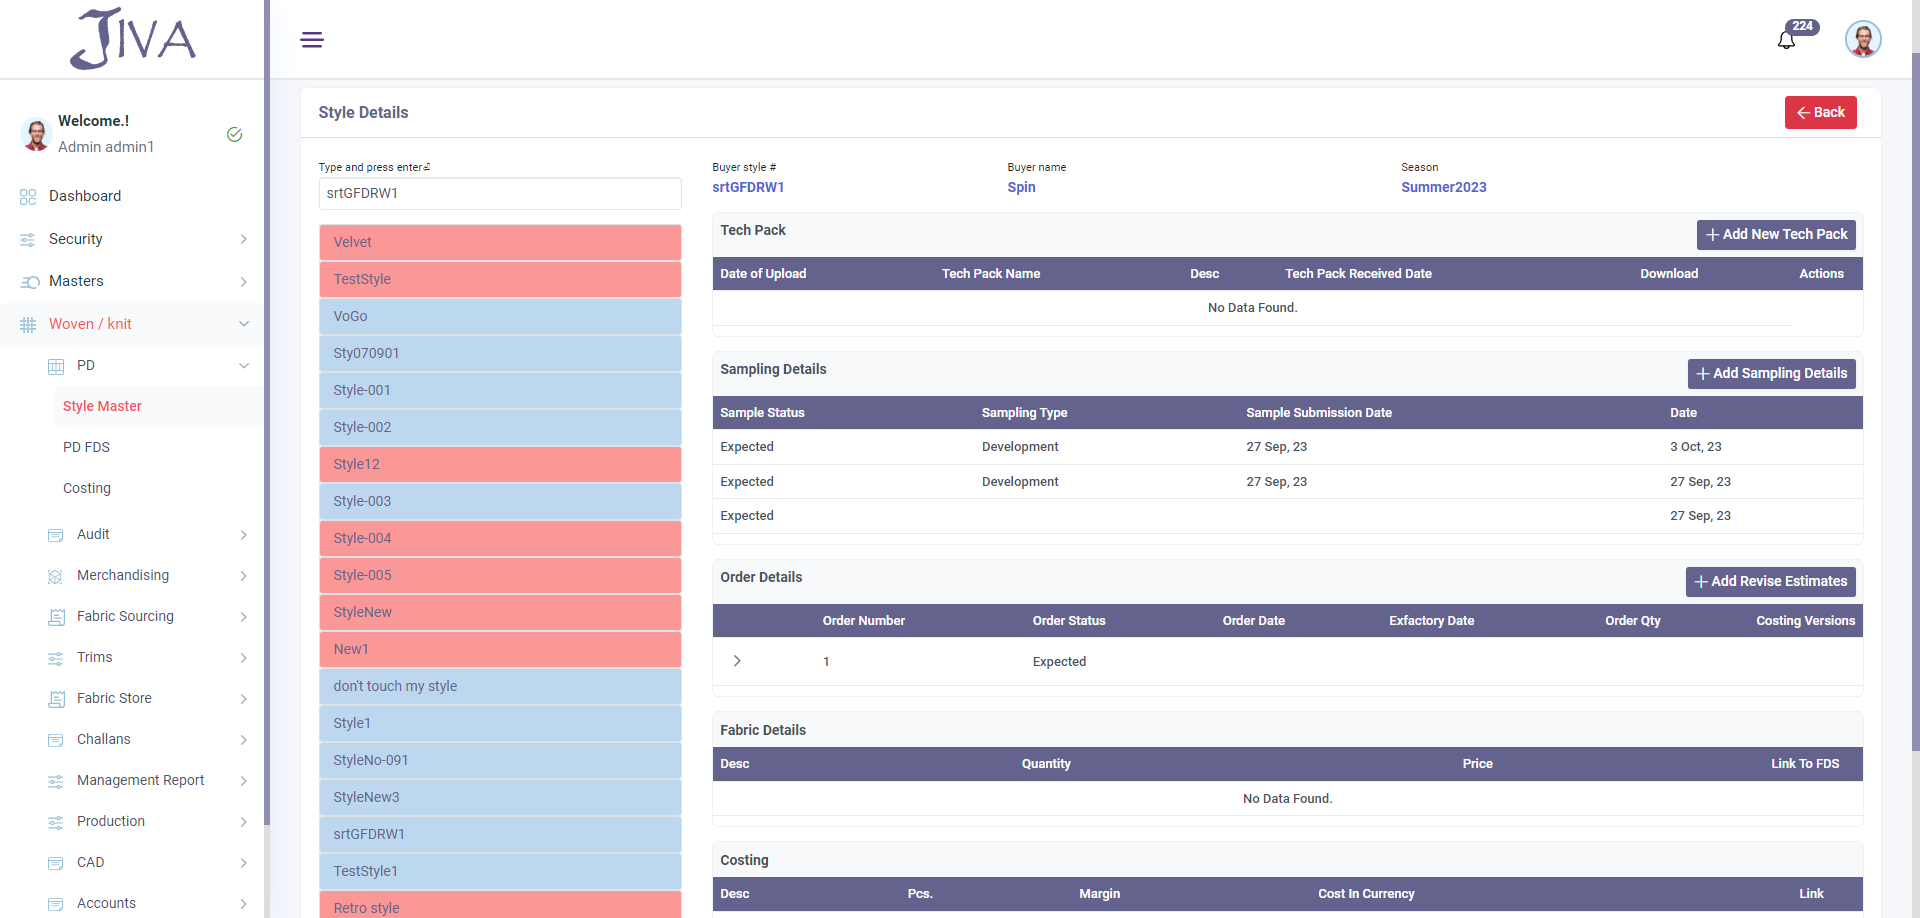 JIVA
224
Welcome.!
Admin admin1
Dashboard
Security
Masters
Woven / knit
PD
Style Master
PD FDS
Costing
Audit
Merchandising
Fabric Sourcing
Trims
Fabric Store
Challans
Management Report
Production
CAD
Accounts
Style Details
Back
Type and press enter
srtGFDRW1
Velvet
TestStyle
VoGo
Sty070901
Style-001
Style-002
Style12
Style-003
Style-004
Style-005
StyleNew
New1
don't touch my style
Style1
StyleNo-091
StyleNew3
srtGFDRW1
TestStyle1
Retro style
Buyer style # Buyer name Season
srtGFDRW1 Spin Summer2023
Tech Pack
Add New Tech Pack
Date of Upload Tech Pack Name Desc Tech Pack Received Date Download Actions
No Data Found.
Sampling Details
Add Sampling Details
Sample Status Sampling Type Sample Submission Date Date
Expected Development 27 Sep, 23 3 Oct, 23
Expected Development 27 Sep, 23 27 Sep, 23
Expected 27 Sep, 23
Order Details
Add Revise Estimates
Order Number Order Status Order Date Exfactory Date Order Qty Costing Versions
1 Expected
Fabric Details
Desc Quantity Price Link To FDS
No Data Found.
Costing
Desc Pcs. Margin Cost In Currency Link